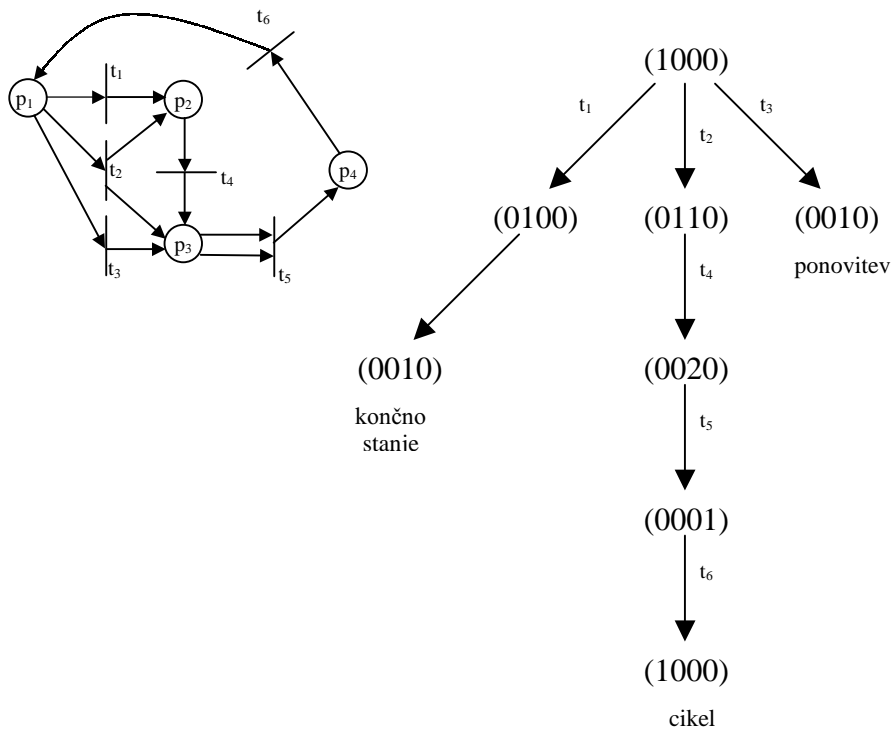 t₆
t₁
p₁
p₂
t₂
t₄
p₄
p₃
t₃
t₅
(1000)
t₁
t₂
t₃
(0100)
(0110)
(0010)
ponovitev
t₄
(0010)
(0020)
končno
stanje
t₅
(0001)
t₆
(1000)
cikel